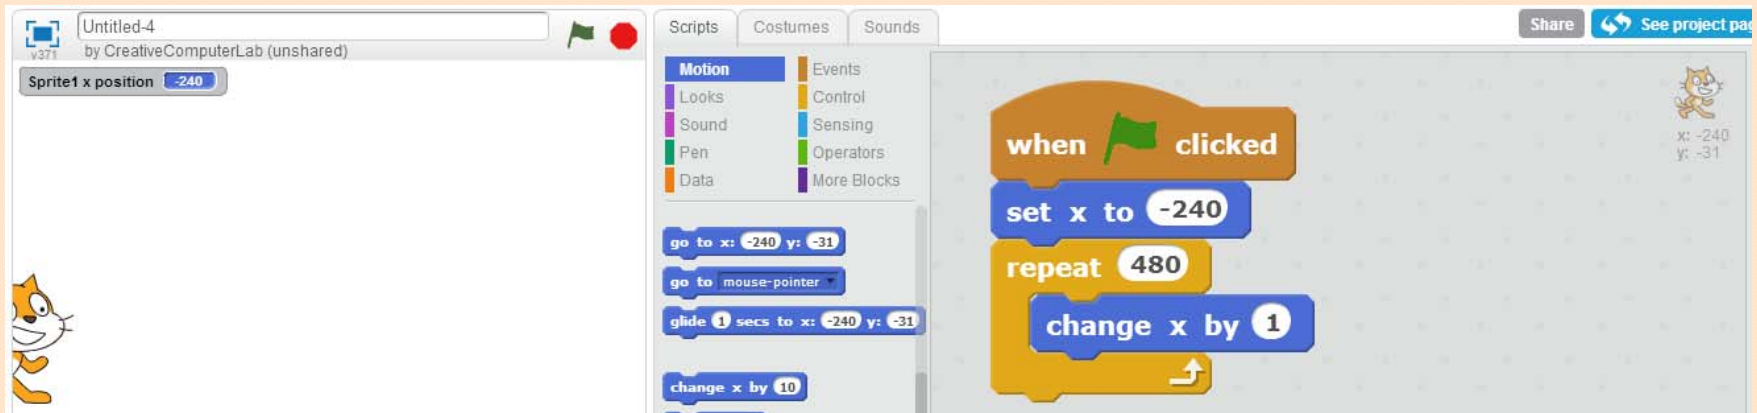 Untitled-4
by CreativeComputerLab (unshared)
v371
Sprite1 x position -240
Scripts
Costumes
Sounds
Share
See project pag
Motion
Events
Looks
Control
Sound
Sensing
Pen
Operators
Data
More Blocks
go to x: -240 y: -31
go to mouse-pointer
glide 1 secs to x: -240 y: -31
change x by 10
when clicked
set x to -240
repeat 480
change x by 1
x: -240
y: -31